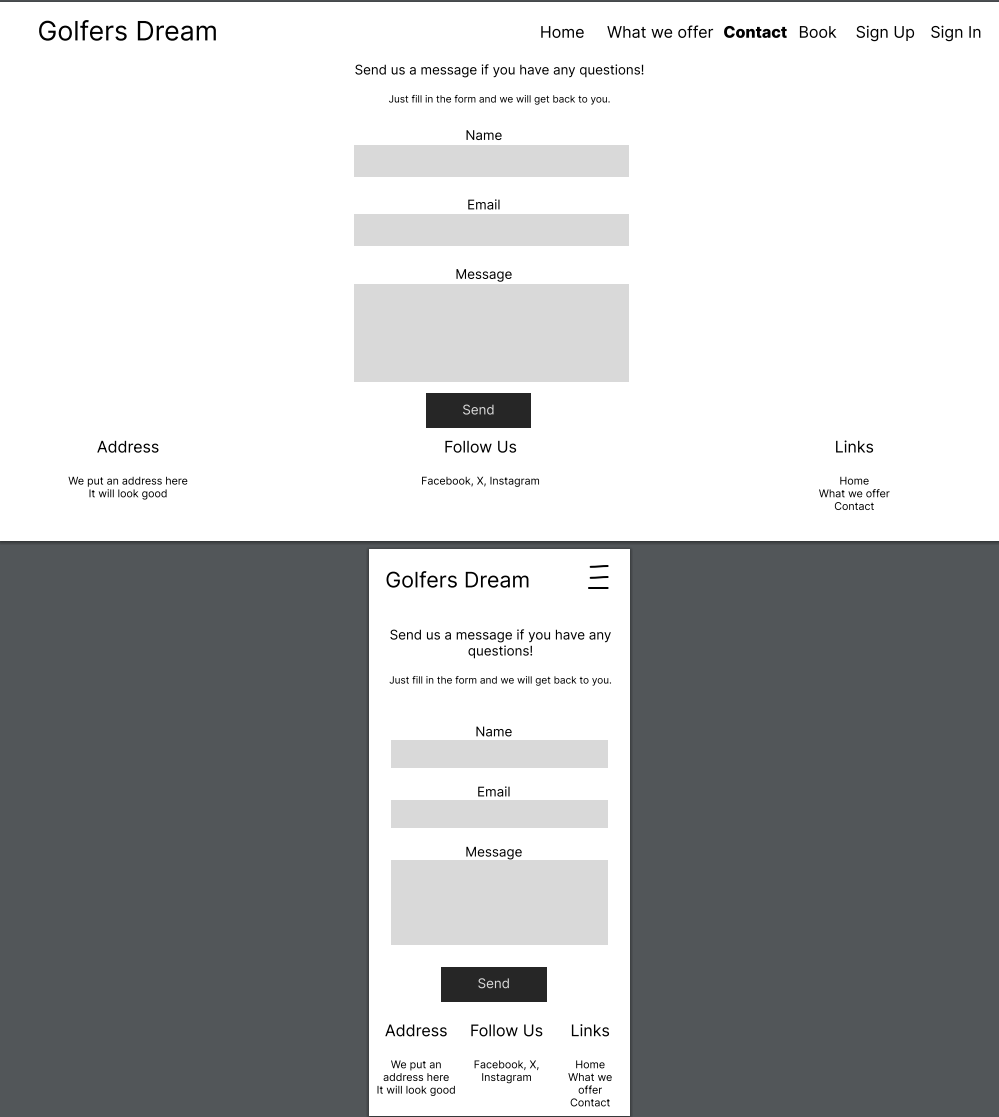 Golfers Dream
Home What we offer Contact Book Sign Up Sign In
Send us a message if you have any questions!
Just fill in the form and we will get back to you.
Name
Email
Message
Send
Address
We put an address here
It will look good
Follow Us
Facebook, X, Instagram
Links
Home
What we offer
Contact
Golfers Dream
Send us a message if you have any
questions!
Just fill in the form and we will get back to you.
Name
Email
Message
Send
Address
We put an
address here
It will look good
Follow Us
Facebook, X,
Instagram
Links
Home
What we
offer
Contact